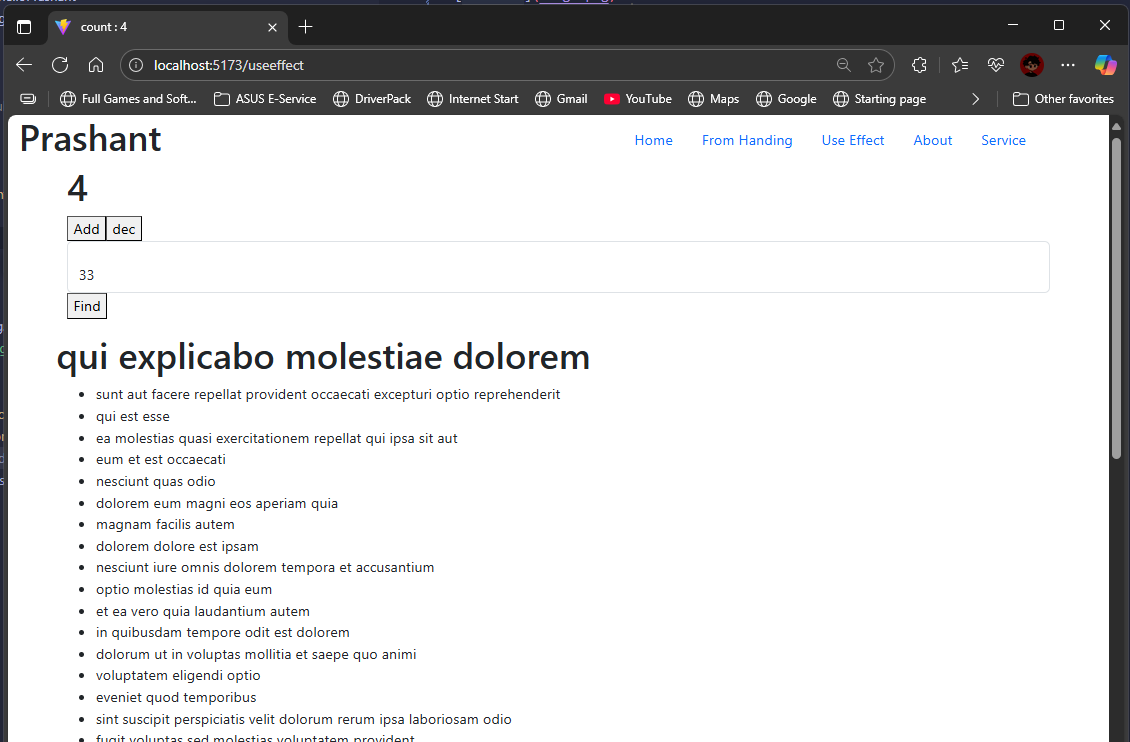 count : 4
localhost:5173/useeffect
Full Games and Soft... ASUS E-Service DriverPack Internet Start Gmail YouTube Maps Google Starting page Other favorites
Prashant Home From Handing Use Effect About Service
4
Add dec
33
Find
qui explicabo molestiae dolorem
sunt aut facere repellat provident occaecati excepturi optio reprehenderit
qui est esse
ea molestias quasi exercitationem repellat qui ipsa sit aut
eum et est occaecati
nesciunt quas odio
dolorem eum magni eos aperiam quia
magnam facilis autem
dolorem dolore est ipsam
nesciunt iure omnis dolorem tempora et accusantium
optio molestias id quia eum
et ea vero quia laudantium autem
in quibusdam tempore odit est dolorem
dolorum ut in voluptas mollitia et saepe quo animi
voluptatem eligendi optio
eveniet quod temporibus
sint suscipit perspiciatis velit dolorum rerum ipsa laboriosam odio
fugit voluptas sed molestias voluptatem provident